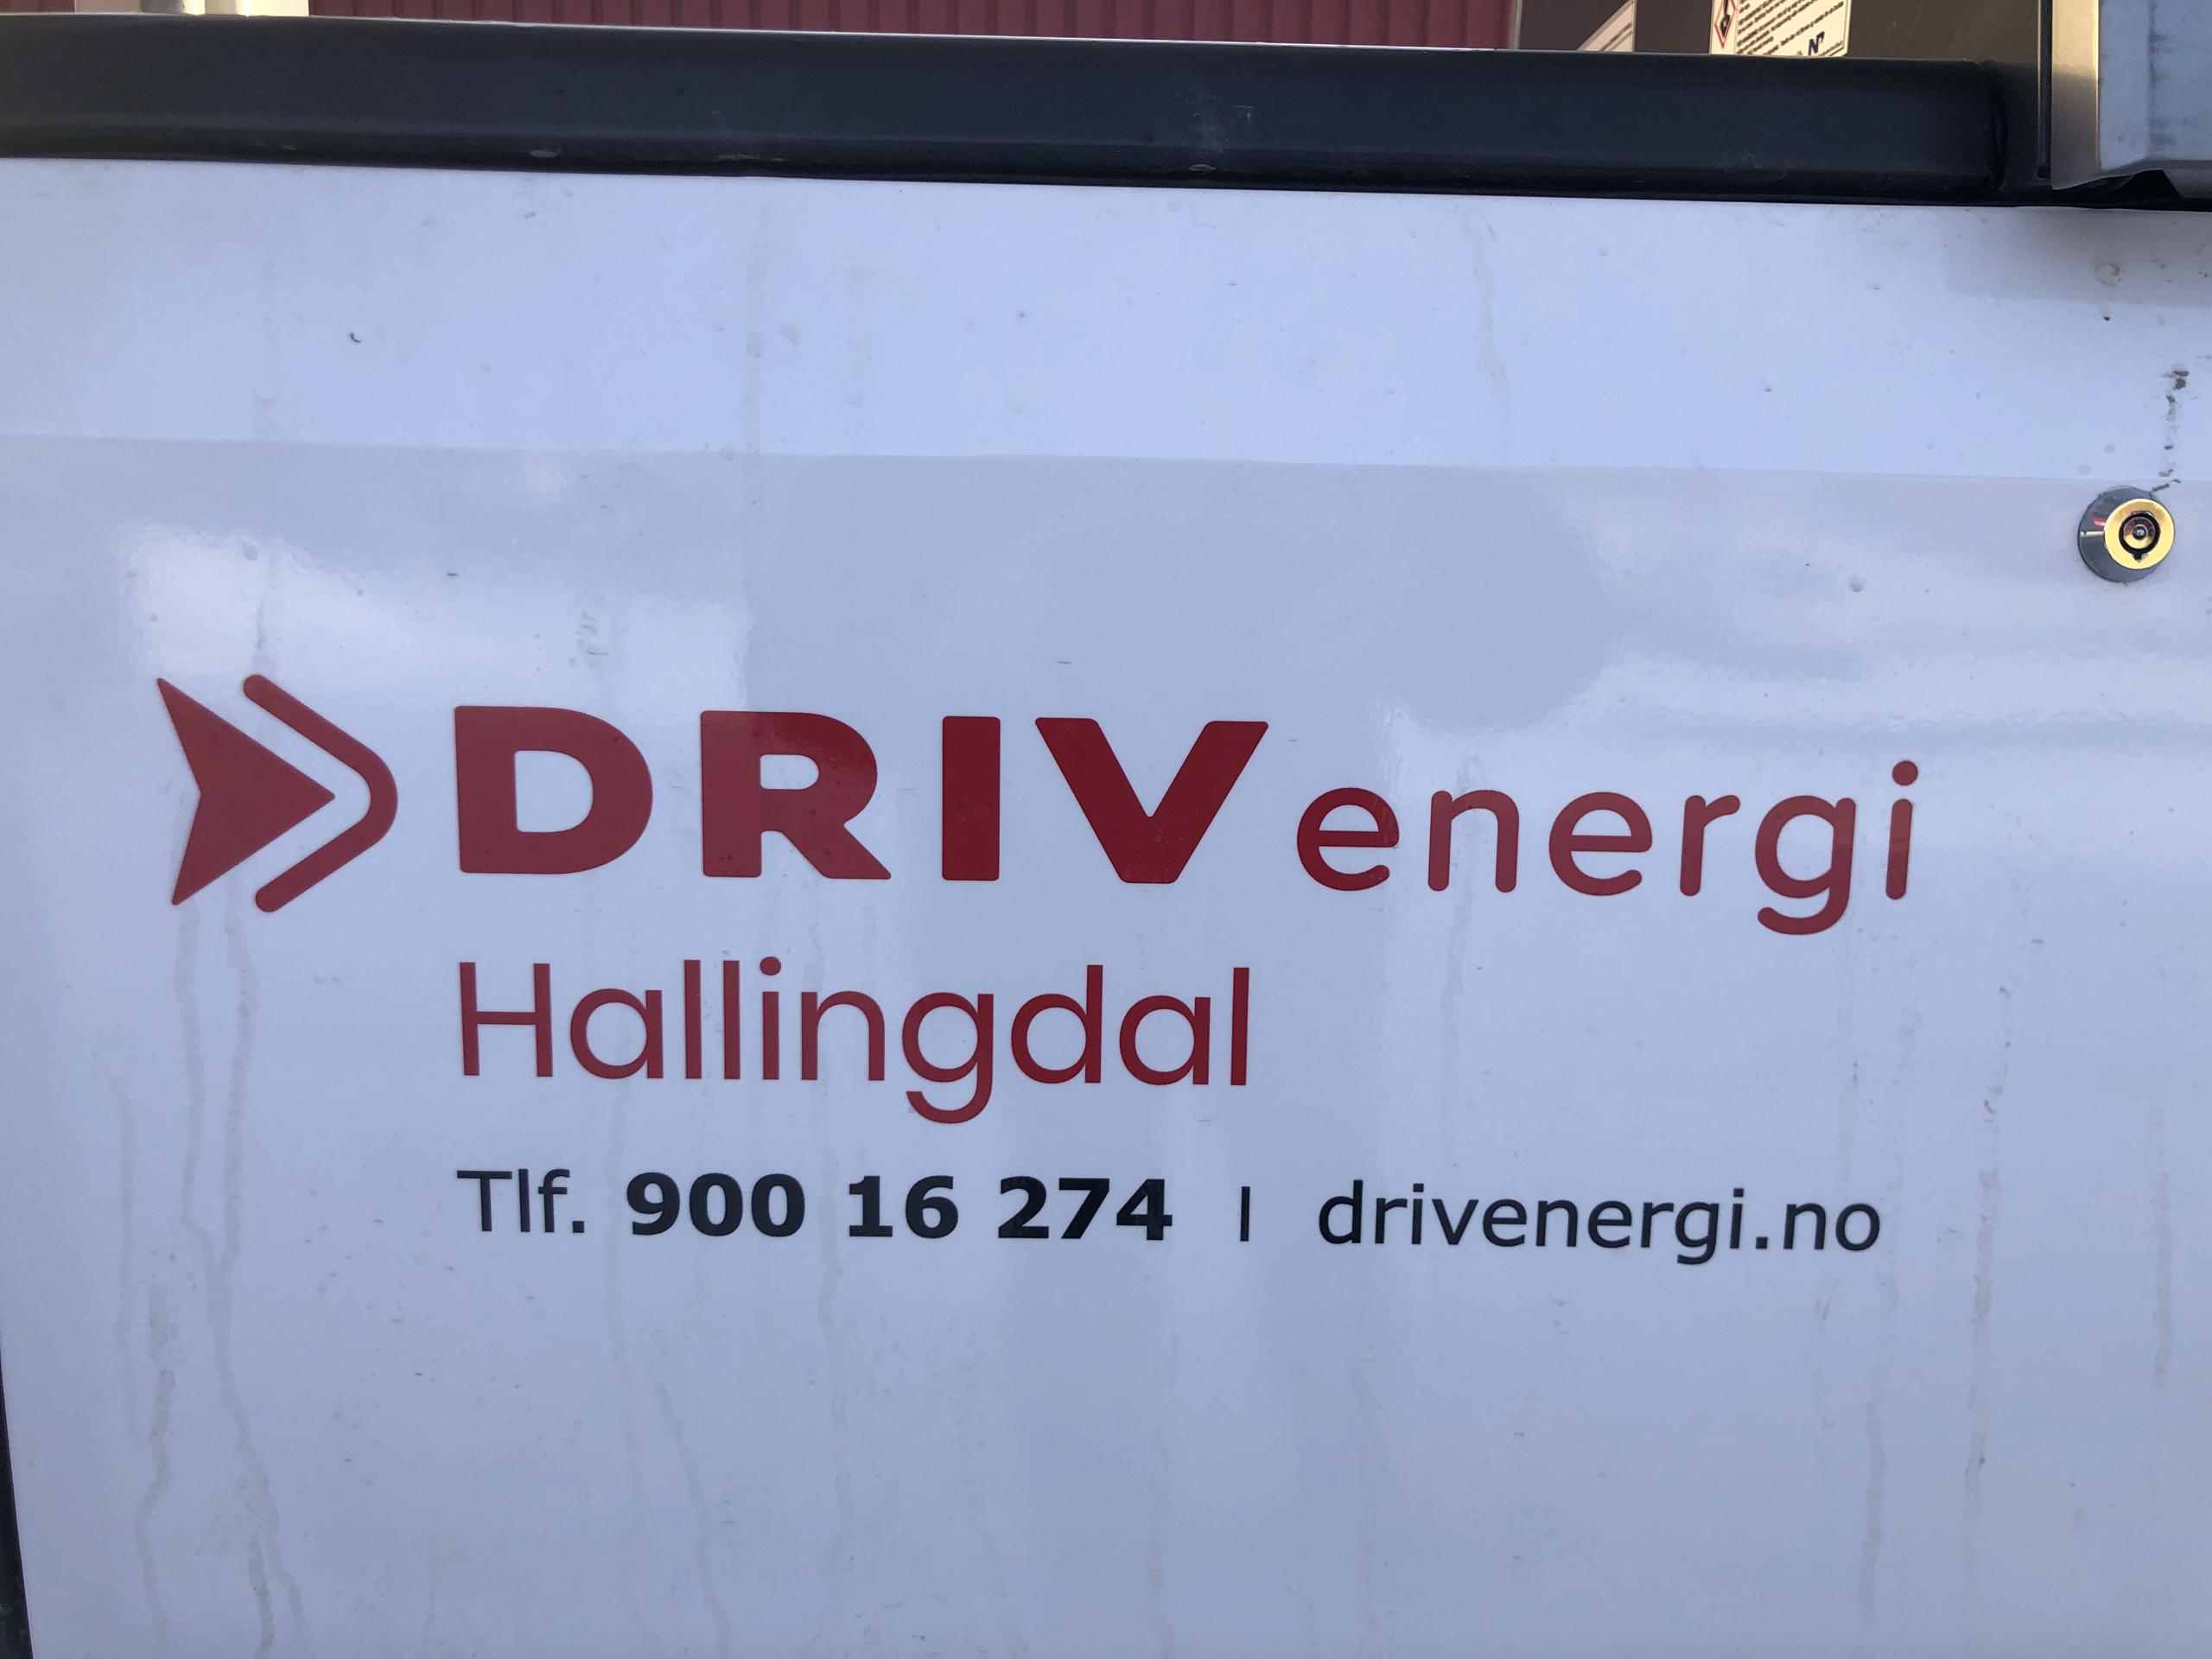 DRIVenergi
Hallingdal
Tlf. 900 16 274 | drivenergi.no